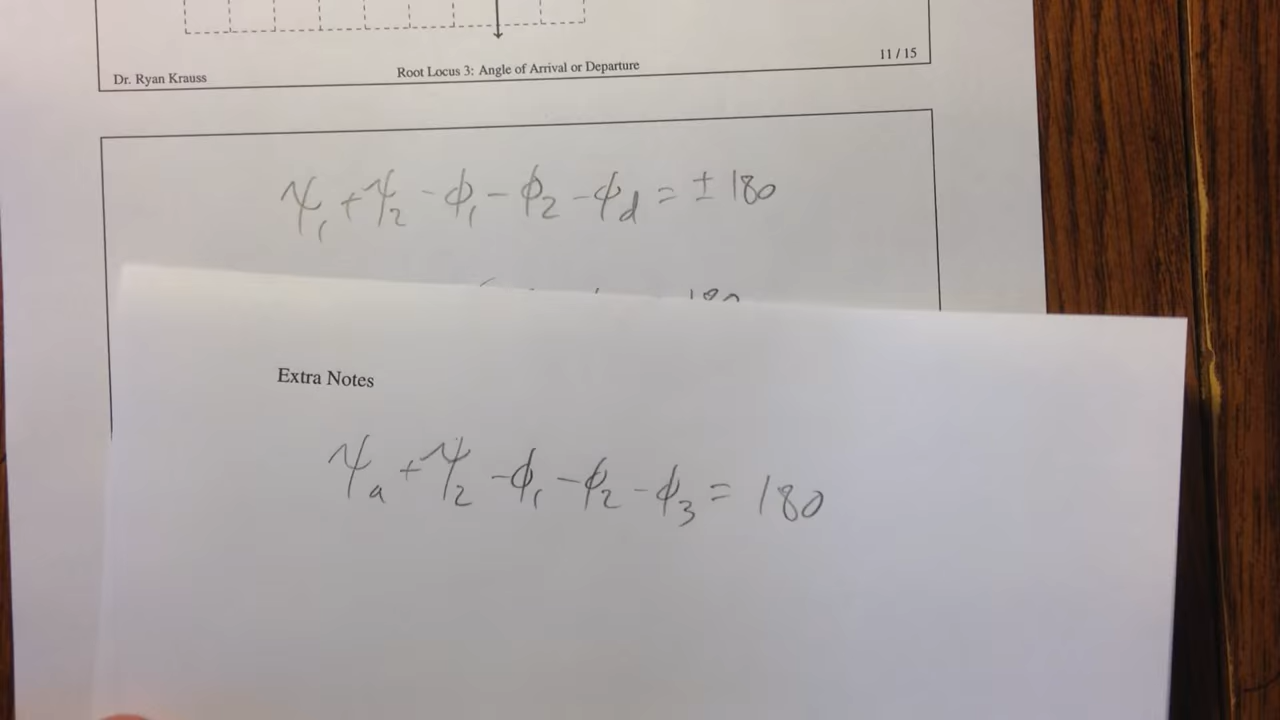 11 / 15
Dr. Ryan Krauss Root Locus 3: Angle of Arrival or Departure
ψ₁ + ψ₂ - ϕ₁ - ϕ₂ - ϕd = ± 180
Extra Notes
ψa + ψ₂ - ϕ₁ - ϕ₂ - ϕ₃ = 180